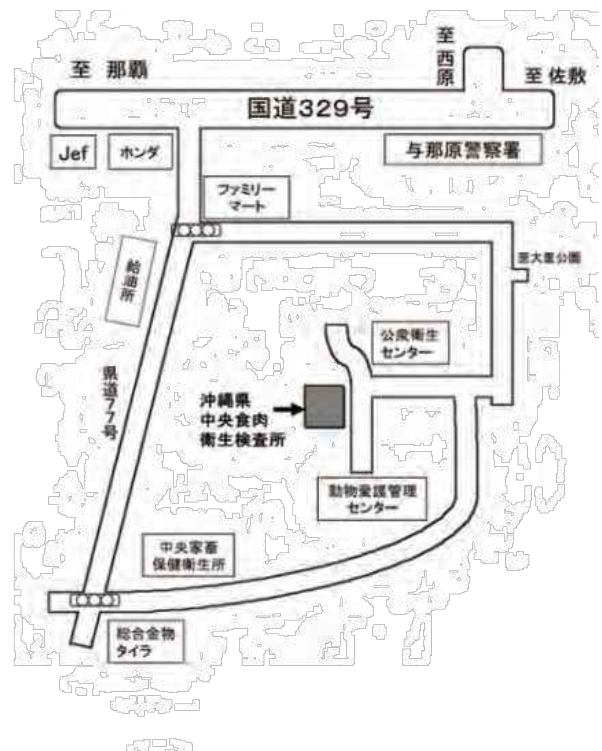 至
西
原
至 那覇
至 佐敷
国道329号
Jef
ホンダ
与那原警察署
ファミリー
マート
至大里公園
給油所
公衆衛生
センター
県道77号
沖縄県
中央食肉
衛生検査所
動物愛護管理
センター
中央家畜
保健衛生所
総合金物
タイラ